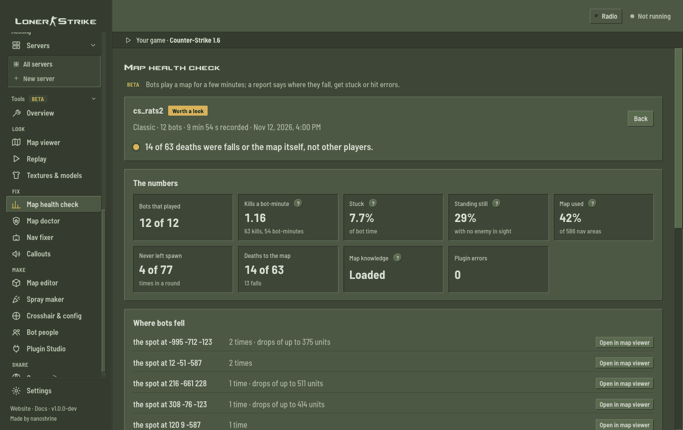 LONERSTRIKE
Radio
Not running
Servers
Your game · Counter-Strike 1.6
All servers
New server
MAP HEALTH CHECK
BETA Bots play a map for a few minutes; a report says where they fall, get stuck or hit errors.
Tools BETA
Overview
LOOK
Map viewer
Replay
Textures & models
FIX
Map health check
Map doctor
Nav fixer
Callouts
MAKE
Map editor
Spray maker
Crosshair & config
Bot people
Plugin Studio
SHARE
Settings
Website · Docs · v1.0.0-dev
Made by nanoshrine
cs_rats2 Worth a look
Back
Classic · 12 bots · 9 min 54 s recorded · Nov 12, 2026, 4:00 PM
14 of 63 deaths were falls or the map itself, not other players.
The numbers
Bots that played
12 of 12
Kills a bot-minute ?
1.16
63 kills, 54 bot-minutes
Stuck ?
7.7%
of bot time
Standing still ?
29%
with no enemy in sight
Map used ?
42%
of 586 nav areas
Never left spawn
4 of 77
times in a round
Deaths to the map
14 of 63
13 falls
Map knowledge ?
Loaded
Plugin errors
0
Where bots fell
the spot at -995 -712 -123 2 times · drops of up to 375 units Open in map viewer
the spot at 12 -51 -587 2 times Open in map viewer
the spot at 216 -661 228 1 time · drops of up to 511 units Open in map viewer
the spot at 308 -76 -123 1 time · drops of up to 414 units Open in map viewer
the spot at 120 9 -587 1 time Open in map viewer